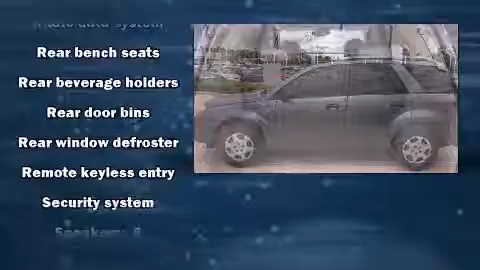 Rear bench seats
Rear beverage holders
Rear door bins
Rear window defroster
Remote keyless entry
Security system